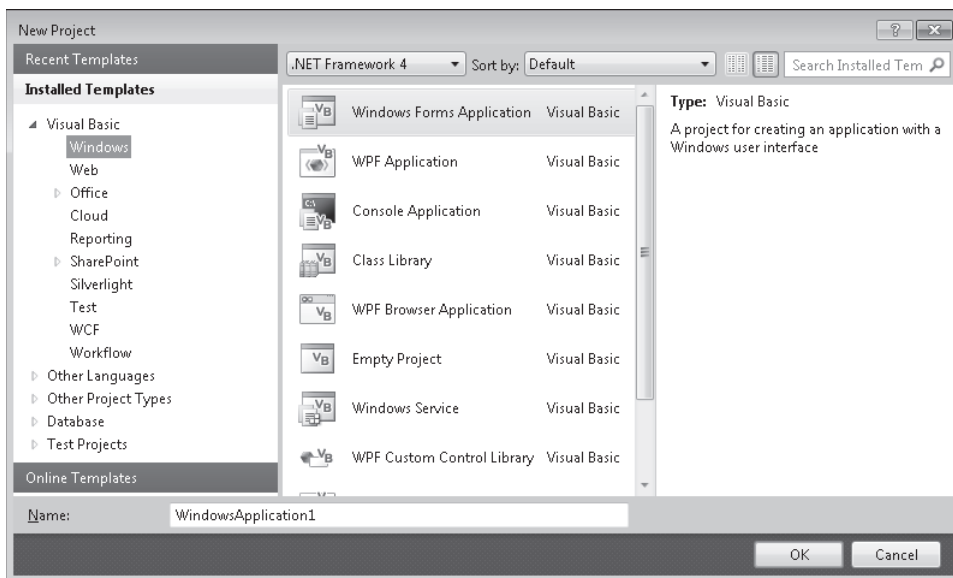 New Project
Recent Templates
Installed Templates
Visual Basic
Windows
Web
Office
Cloud
Reporting
SharePoint
Silverlight
Test
WCF
Workflow
Other Languages
Other Project Types
Database
Test Projects
Online Templates
.NET Framework 4 Sort by: Default Search Installed Tem
Windows Forms Application Visual Basic
WPF Application Visual Basic
Console Application Visual Basic
Class Library Visual Basic
WPF Browser Application Visual Basic
Empty Project Visual Basic
Windows Service Visual Basic
WPF Custom Control Library Visual Basic
Type: Visual Basic
A project for creating an application with a
Windows user interface
Name: WindowsApplication1
OK Cancel